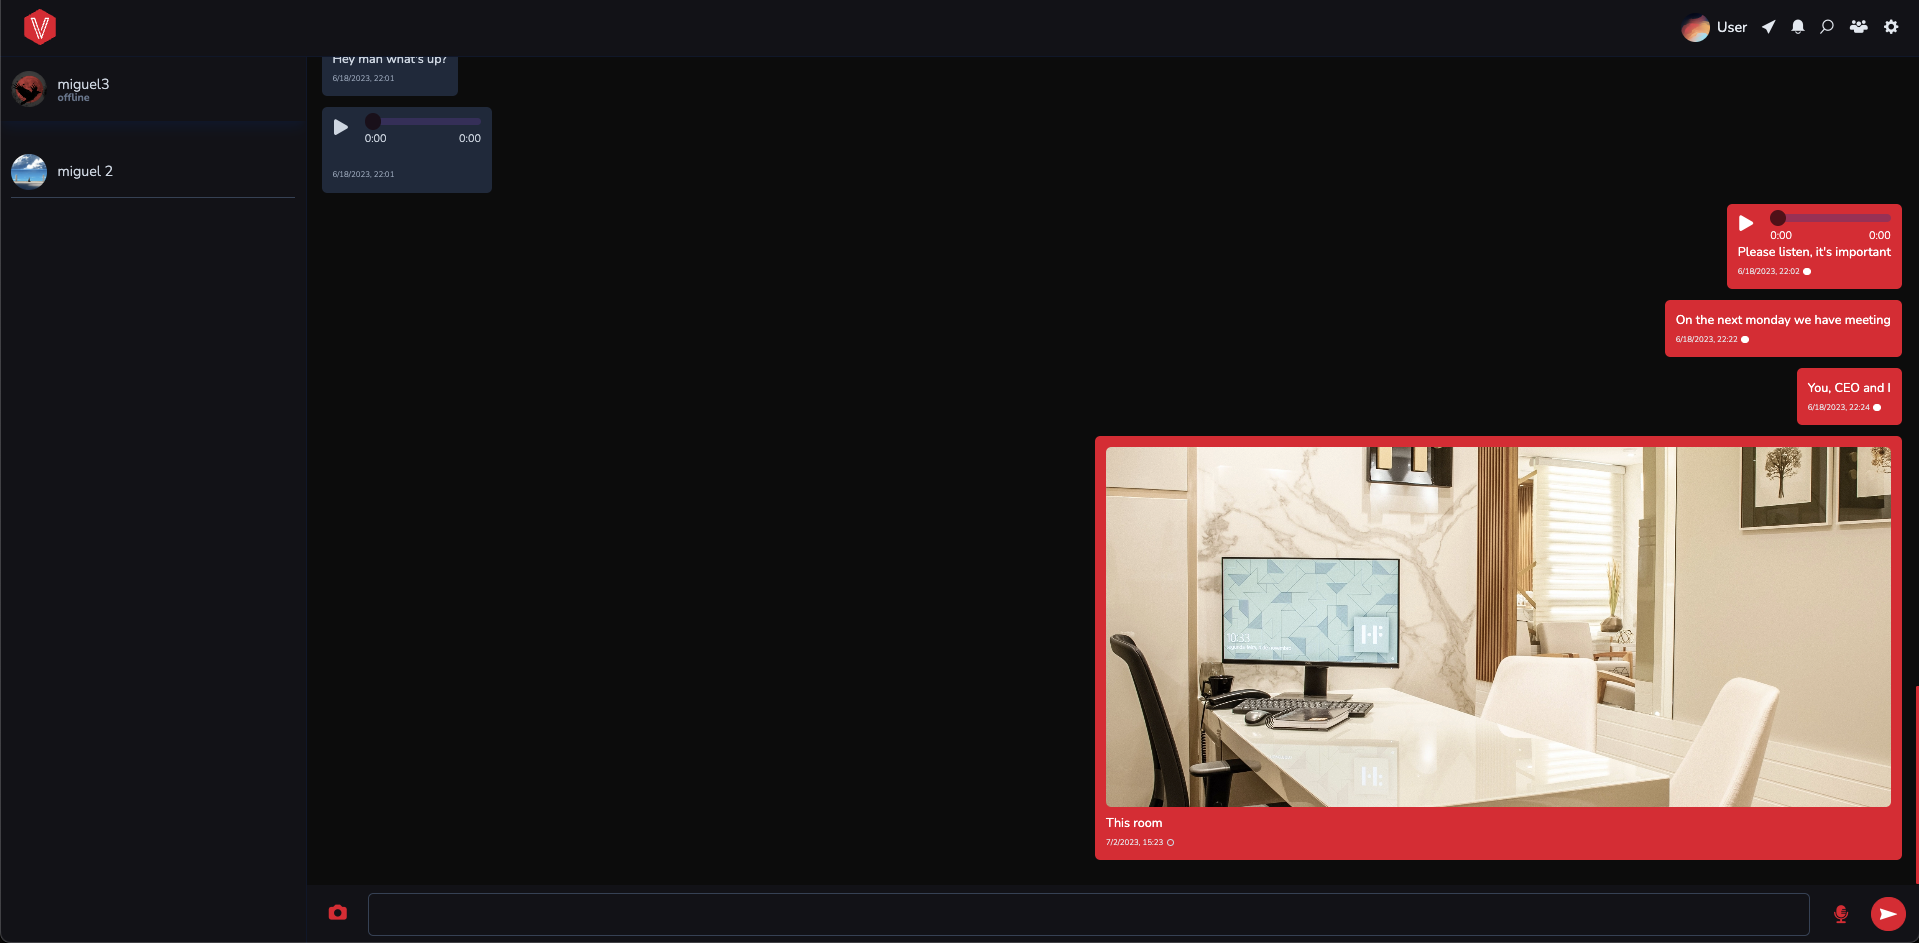 User
miguel3
offline
miguel 2
Hey man what's up?
6/18/2023, 22:01
0:00 0:00
6/18/2023, 22:01
0:00 0:00
Please listen, it's important
6/18/2023, 22:02
On the next monday we have meeting
6/18/2023, 22:22
You, CEO and I
6/18/2023, 22:24
10:33
This room
7/2/2023, 15:23